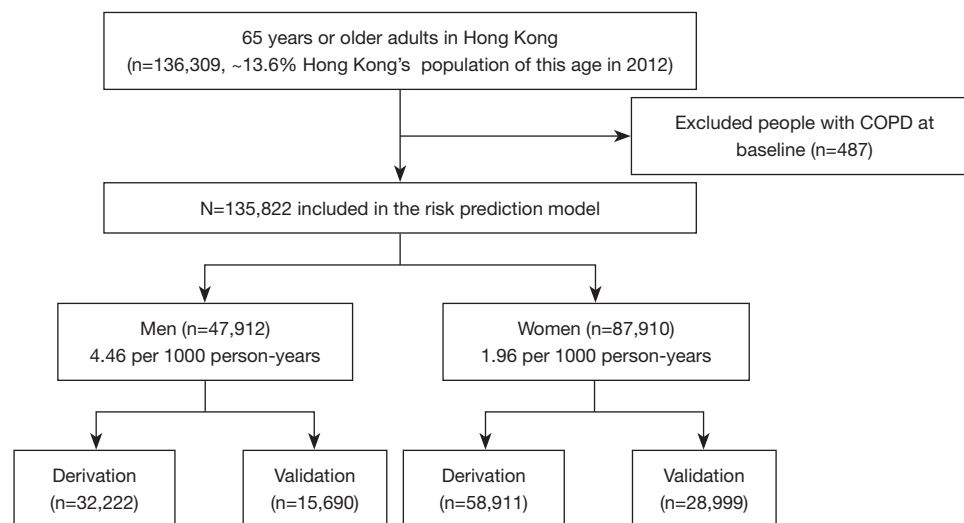 65 years or older adults in Hong Kong
(n=136,309, ~13.6% Hong Kong's population of this age in 2012)
Excluded people with COPD at
baseline (n=487)
N=135,822 included in the risk prediction model
Men (n=47,912)
4.46 per 1000 person-years
Women (n=87,910)
1.96 per 1000 person-years
Derivation
(n=32,222)
Validation
(n=15,690)
Derivation
(n=58,911)
Validation
(n=28,999)